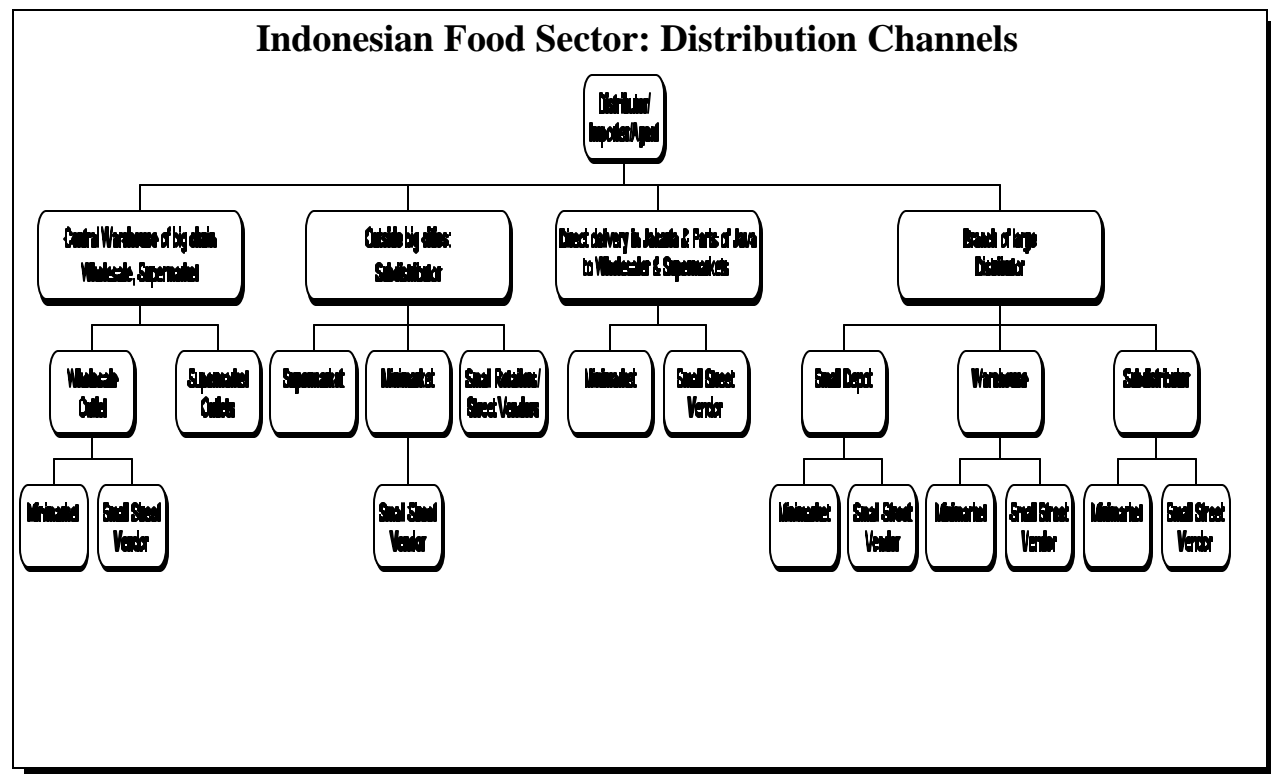 Indonesian Food Sector: Distribution Channels
Distributor/
Importer/Agent
Central Warehouse of big chain
Wholesale, Supermarket
Outside big cities:
Subdistributor
Direct delivery in Jakarta & Parts of Java
to Wholesaler & Supermarkets
Branch of large
Distributor
Wholesale
Outlet
Supermarket
Outlets
Supermarket
Minimarket
Small Retailers/
Street Vendors
Minimarket
Small Street
Vendor
Small Depot
Warehouse
Subdistributor
Minimarket
Small Street
Vendor
Small Street
Vendor
Minimarket
Small Street
Vendor
Minimarket
Small Street
Vendor
Minimarket
Small Street
Vendor